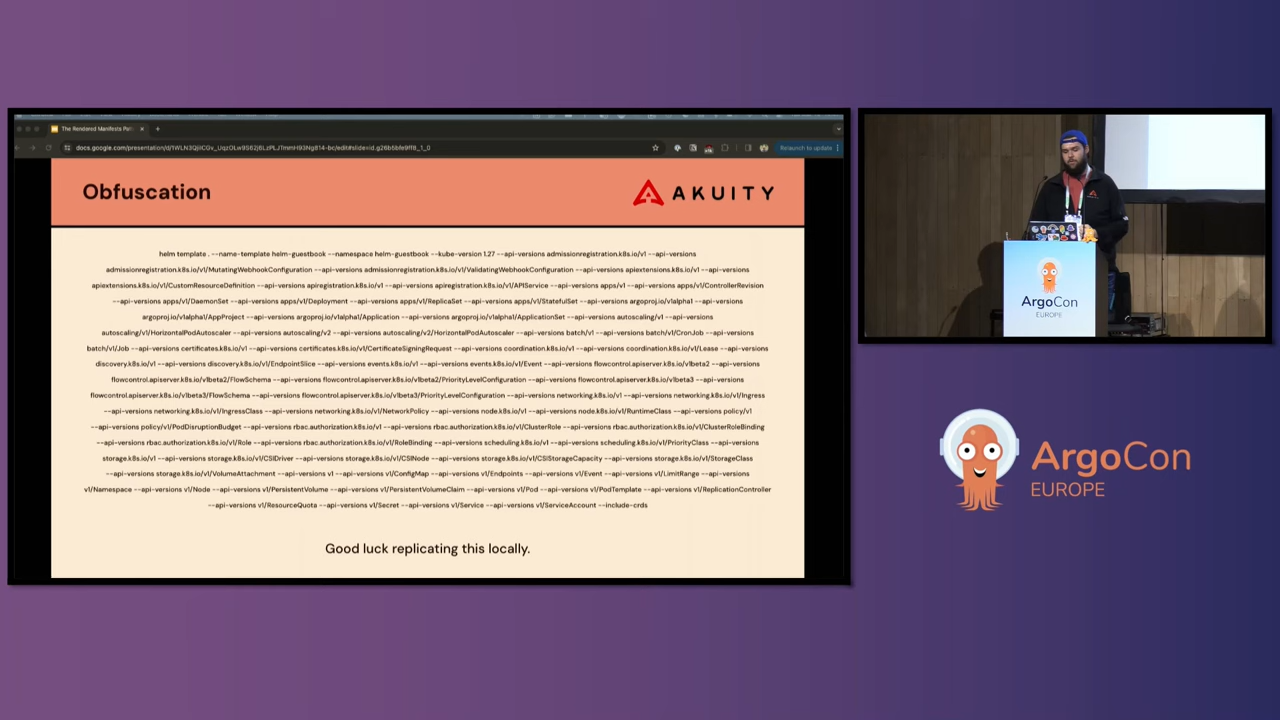 The Rendered Manifests Pat
Relaunch to update
Obfuscation
AKUITY
helm template . --name-template helm-guestbook --namespace helm-guestbook --kube-version 1.27 --api-versions admissionregistration.k8s.io/v1 --api-versions
admissionregistration.k8s.io/v1/MutatingWebhookConfiguration --api-versions admissionregistration.k8s.io/v1/ValidatingWebhookConfiguration --api-versions apiextensions.k8s.io/v1 --api-versions
apiextensions.k8s.io/v1/CustomResourceDefinition --api-versions apiregistration.k8s.io/v1 --api-versions apiregistration.k8s.io/v1/APIService --api-versions apps/v1 --api-versions apps/v1/ControllerRevision
--api-versions apps/v1/DaemonSet --api-versions apps/v1/Deployment --api-versions apps/v1/ReplicaSet --api-versions apps/v1/StatefulSet --api-versions argoproj.io/v1alpha1 --api-versions
argoproj.io/v1alpha1/AppProject --api-versions argoproj.io/v1alpha1/Application --api-versions argoproj.io/v1alpha1/ApplicationSet --api-versions autoscaling/v1 --api-versions
autoscaling/v1/HorizontalPodAutoscaler --api-versions autoscaling/v2 --api-versions autoscaling/v2/HorizontalPodAutoscaler --api-versions batch/v1 --api-versions batch/v1/CronJob --api-versions
batch/v1/Job --api-versions certificates.k8s.io/v1 --api-versions certificates.k8s.io/v1/CertificateSigningRequest --api-versions coordination.k8s.io/v1 --api-versions coordination.k8s.io/v1/Lease --api-versions
discovery.k8s.io/v1 --api-versions discovery.k8s.io/v1/EndpointSlice --api-versions events.k8s.io/v1 --api-versions events.k8s.io/v1/Event --api-versions flowcontrol.apiserver.k8s.io/v1beta2 --api-versions
flowcontrol.apiserver.k8s.io/v1beta2/FlowSchema --api-versions flowcontrol.apiserver.k8s.io/v1beta2/PriorityLevelConfiguration --api-versions flowcontrol.apiserver.k8s.io/v1beta3 --api-versions
flowcontrol.apiserver.k8s.io/v1beta3/FlowSchema --api-versions flowcontrol.apiserver.k8s.io/v1beta3/PriorityLevelConfiguration --api-versions networking.k8s.io/v1 --api-versions networking.k8s.io/v1/Ingress
--api-versions networking.k8s.io/v1/IngressClass --api-versions networking.k8s.io/v1/NetworkPolicy --api-versions node.k8s.io/v1 --api-versions node.k8s.io/v1/RuntimeClass --api-versions policy/v1
--api-versions policy/v1/PodDisruptionBudget --api-versions rbac.authorization.k8s.io/v1 --api-versions rbac.authorization.k8s.io/v1/ClusterRole --api-versions rbac.authorization.k8s.io/v1/ClusterRoleBinding
--api-versions rbac.authorization.k8s.io/v1/Role --api-versions rbac.authorization.k8s.io/v1/RoleBinding --api-versions scheduling.k8s.io/v1 --api-versions scheduling.k8s.io/v1/PriorityClass --api-versions
storage.k8s.io/v1 --api-versions storage.k8s.io/v1/CSIDriver --api-versions storage.k8s.io/v1/CSINode --api-versions storage.k8s.io/v1/CSIStorageCapacity --api-versions storage.k8s.io/v1/StorageClass
--api-versions storage.k8s.io/v1/VolumeAttachment --api-versions v1 --api-versions v1/ConfigMap --api-versions v1/Endpoints --api-versions v1/Event --api-versions v1/LimitRange --api-versions
v1/Namespace --api-versions v1/Node --api-versions v1/PersistentVolume --api-versions v1/PersistentVolumeClaim --api-versions v1/Pod --api-versions v1/PodTemplate --api-versions v1/ReplicationController
--api-versions v1/ResourceQuota --api-versions v1/Secret --api-versions v1/Service --api-versions v1/ServiceAccount --include-crds
Good luck replicating this locally.
ArgoCon
EUROPE
ArgoCon
EUROPE